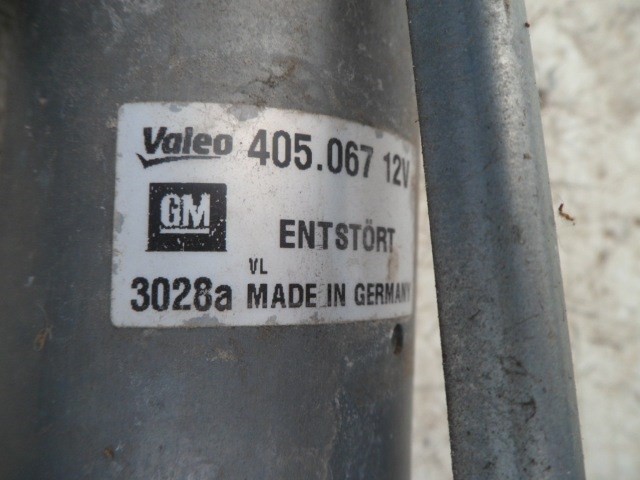 Valeo 405.067 12V
GM ENTSTÖRT
VL
3028a MADE IN GERMANY